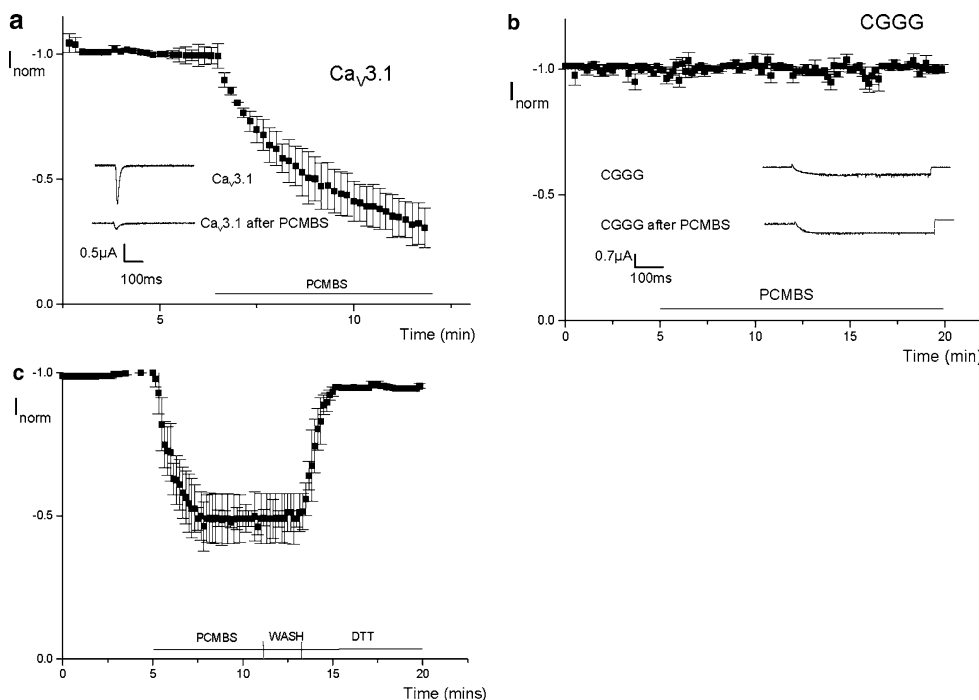 a
-1.0
I norm
Caᵥ3.1
-0.5
Caᵥ3.1
Caᵥ3.1 after PCMBS
0.5µA
100ms
PCMBS
0.0
5
10
Time (min)
b
CGGG
-1.0
I norm
-0.5
CGGG
CGGG after PCMBS
0.7µA
100ms
PCMBS
0.0
0
5
10
15
20
Time (min)
c
-1.0
I norm
-0.5
PCMBS
WASH
DTT
0.0
0
5
10
15
20
Time (mins)